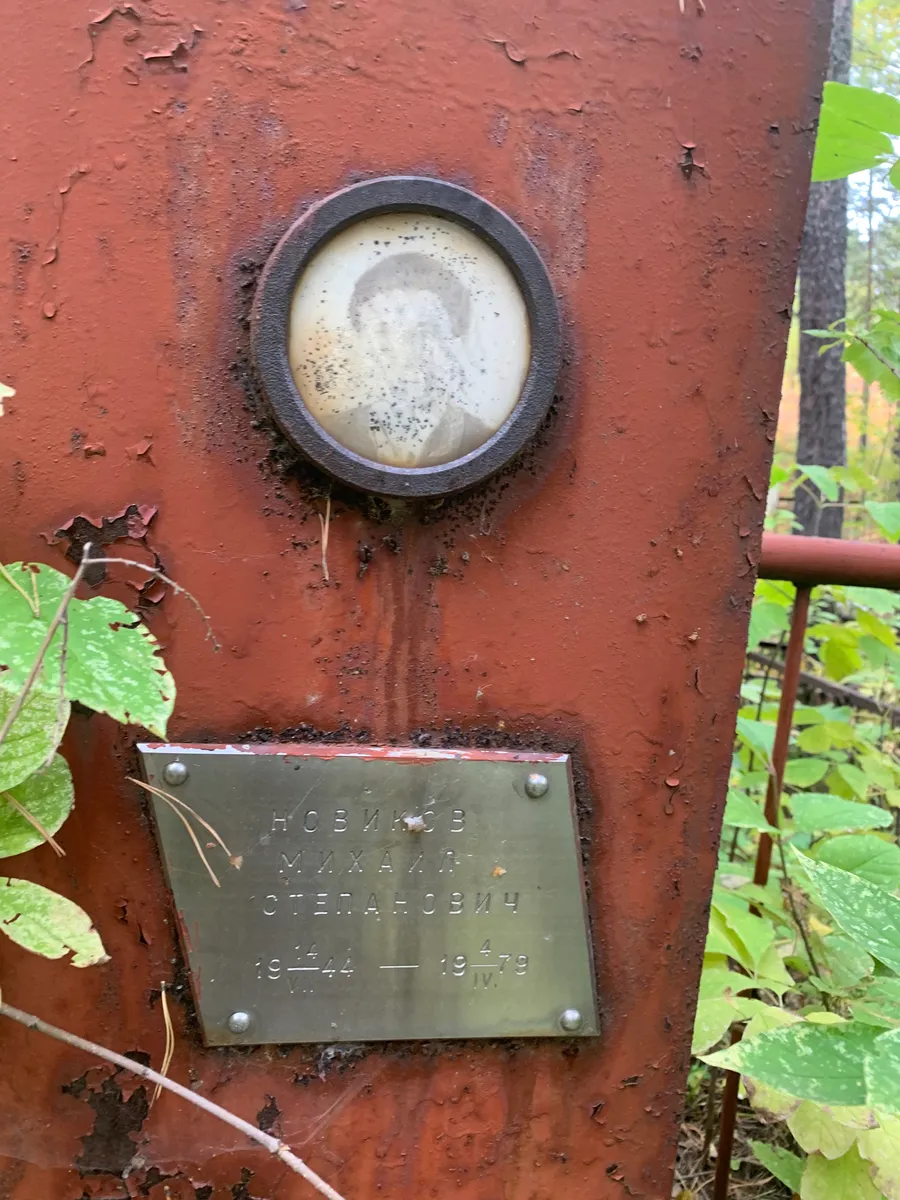 НОВИКОВ
МИХАИЛ
СТЕПАНОВИЧ
19 14/VII 44 — 19 4/IV. 79